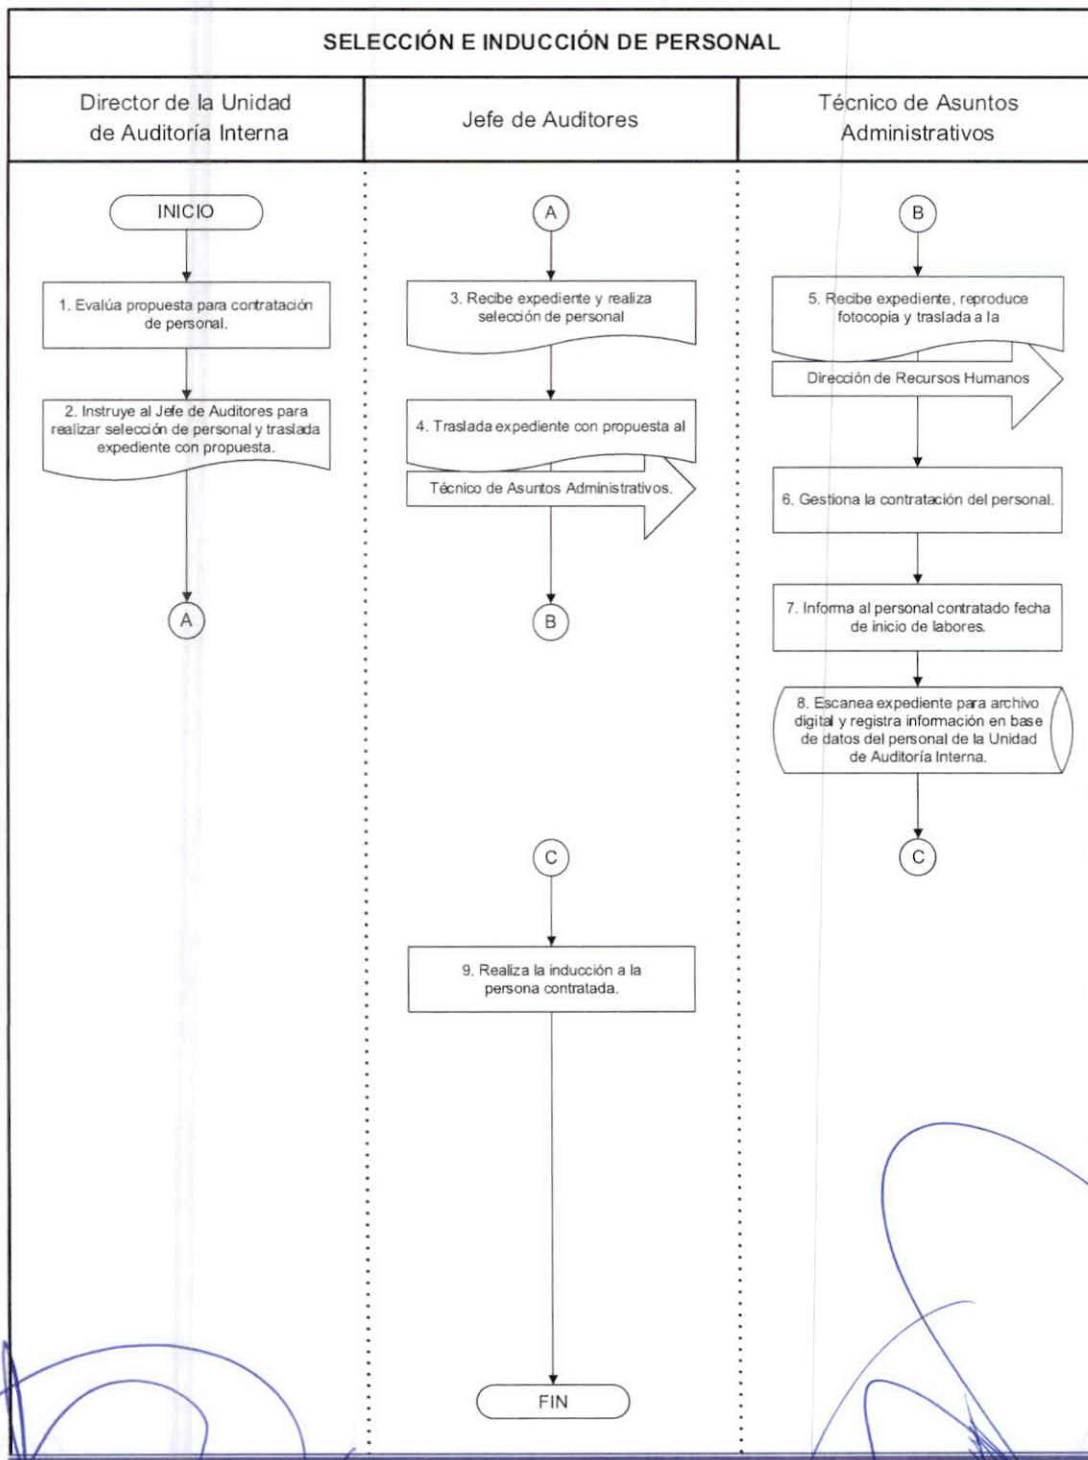 SELECCIÓN E INDUCCIÓN DE PERSONAL
Director de la Unidad
de Auditoría Interna
Jefe de Auditores
Técnico de Asuntos
Administrativos
INICIO
1. Evalúa propuesta para contratación
de personal.
2. Instruye al Jefe de Auditores para
realizar selección de personal y traslada
expediente con propuesta.
A
A
3. Recibe expediente y realiza
selección de personal
4. Traslada expediente con propuesta al
Técnico de Asuntos Administrativos.
B
B
5. Recibe expediente, reproduce
fotocopia y traslada a la
Dirección de Recursos Humanos
6. Gestiona la contratación del personal.
7. Informa al personal contratado fecha
de inicio de labores.
8. Escanea expediente para archivo
digital y registra información en base
de datos del personal de la Unidad
de Auditoría Interna.
C
C
9. Realiza la inducción a la
persona contratada.
FIN